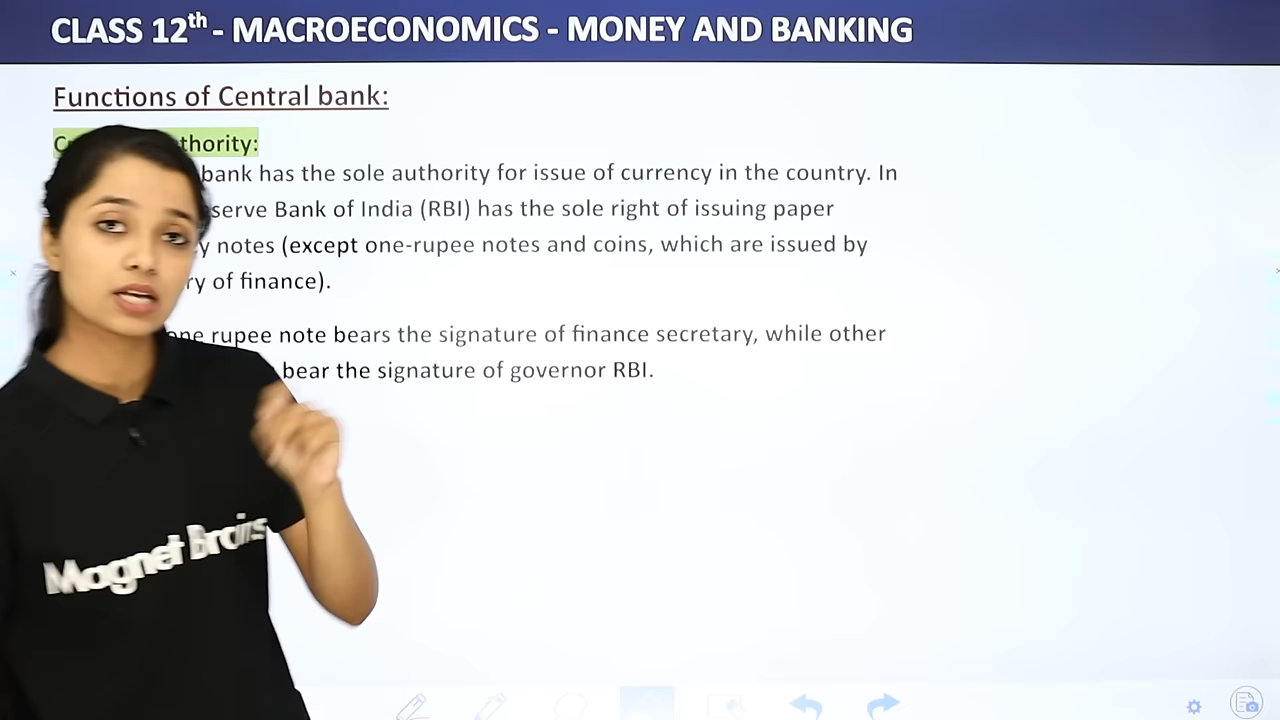 CLASS 12th - MACROECONOMICS - MONEY AND BANKING
Functions of Central bank:
thority:
bank has the sole authority for issue of currency in the country. In
serve Bank of India (RBI) has the sole right of issuing paper
y notes (except one-rupee notes and coins, which are issued by
ry of finance).
one rupee note bears the signature of finance secretary, while other
bear the signature of governor RBI.
Magnet Brains